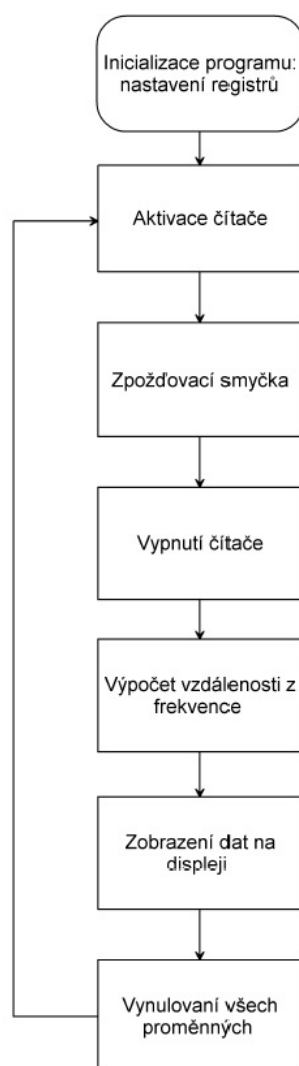 Inicializace programu:
nastavení registrů
Aktivace čítače
Zpožďovací smyčka
Vypnutí čítače
Výpočet vzdálenosti z
frekvence
Zobrazení dat na
displeji
Vynulovaní všech
proměnných